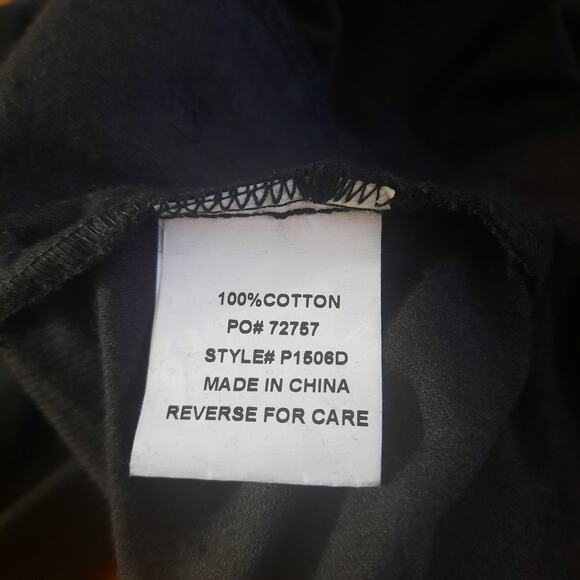 100%COTTON
PO# 72757
STYLE# P1506D
MADE IN CHINA
REVERSE FOR CARE